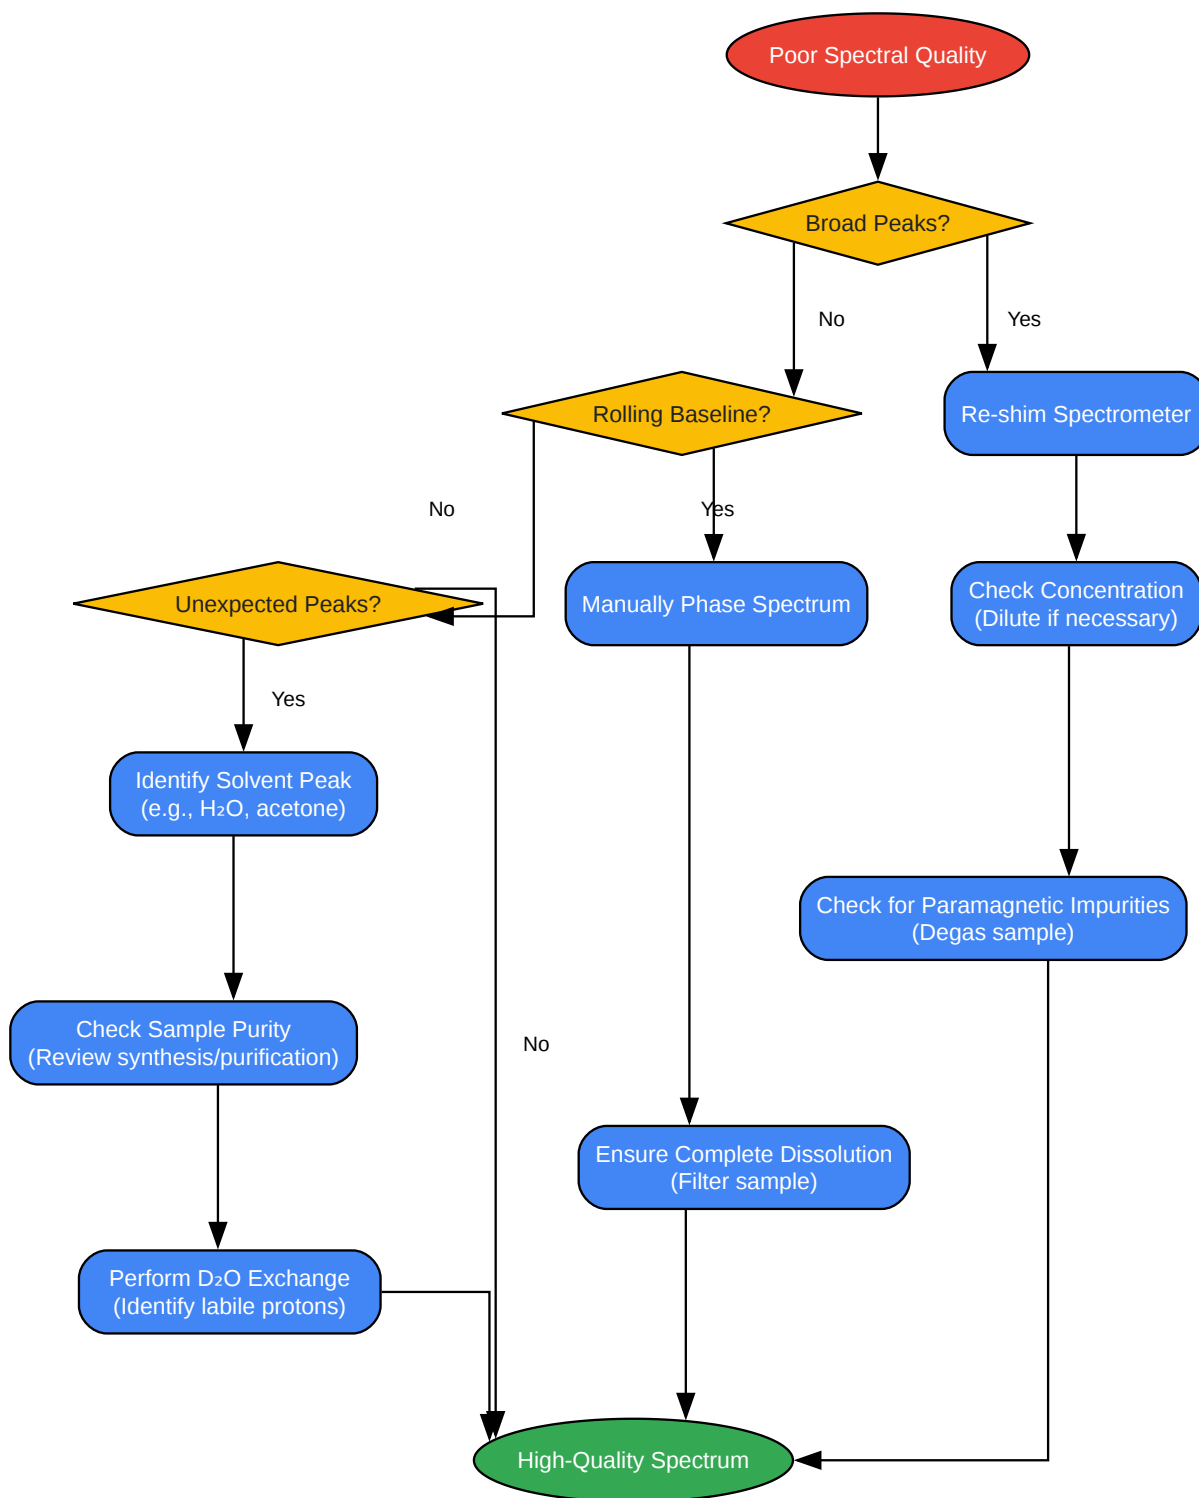 Poor Spectral Quality
Broad Peaks?
No
Yes
Rolling Baseline?
Re-shim Spectrometer
No
Yes
Unexpected Peaks?
Manually Phase Spectrum
Check Concentration
(Dilute if necessary)
Yes
Identify Solvent Peak
(e.g., H₂O, acetone)
Check for Paramagnetic Impurities
(Degas sample)
Check Sample Purity
(Review synthesis/purification)
No
Ensure Complete Dissolution
(Filter sample)
Perform D₂O Exchange
(Identify labile protons)
High-Quality Spectrum